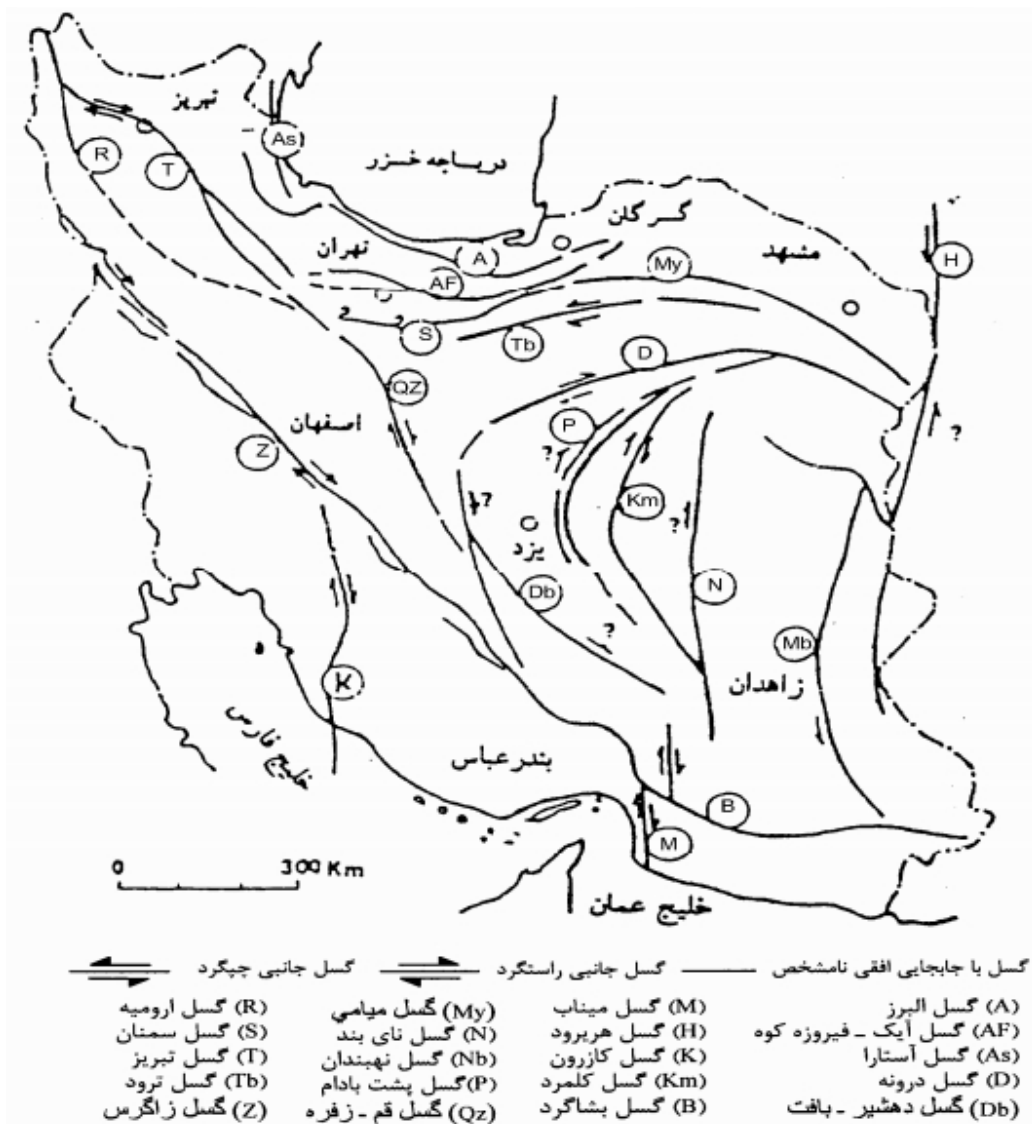 تبریز
As
R
T
دریاچه خزر
گرگان
مشهد
H
تهران
A
My
AF
S
Tb
D
QZ
اصفهان
P
Z
?
?
Km
?
?
یزد
N
Db
?
Mb
زاهدان
K
خلیج فارس
بندرعباس
B
M
0 300 Km
خلیج عمان
گسل با جابجایی افقی نامشخص گسل جانبی راستگرد گسل جانبی چپگرد
(A) گسل البرز (M) گسل میناب (My) گسل میامي (R) گسل ارومیه
(AF) گسل آبک ـ فیروزه کوه (H) گسل هریرود (N) گسل نای بند (S) گسل سمنان
(As) گسل آستارا (K) گسل کازرون (Nb) گسل نهبندان (T) گسل تبریز
(D) گسل درونه (Km) گسل کلمرد (P)گسل پشت بادام (Tb) گسل ترود
(Db) گسل دهشیر ـ بافت (B) گسل بشاگرد (Qz) گسل قم ـ زفره (Z) گسل زاگرس